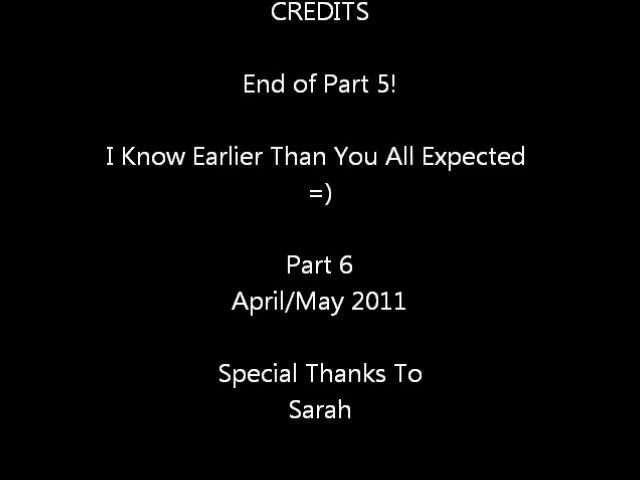 CREDITS
End of Part 5!
I Know Earlier Than You All Expected
=)
Part 6
April/May 2011
Special Thanks To
Sarah